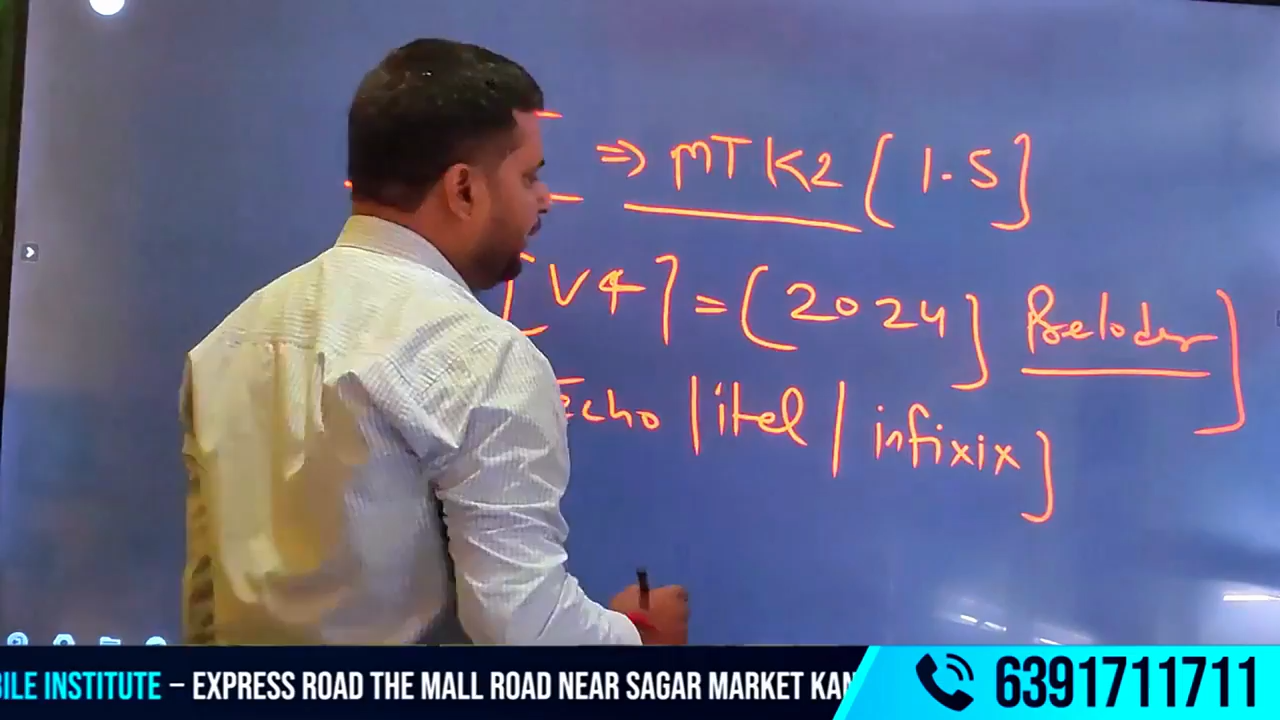 ⇒ MTK2 [1.5]
[V4] = [2024] Preloder]
Echo | itel | infixix]
BILE INSTITUTE – EXPRESS ROAD THE MALL ROAD NEAR SAGAR MARKET KAN
6391711711